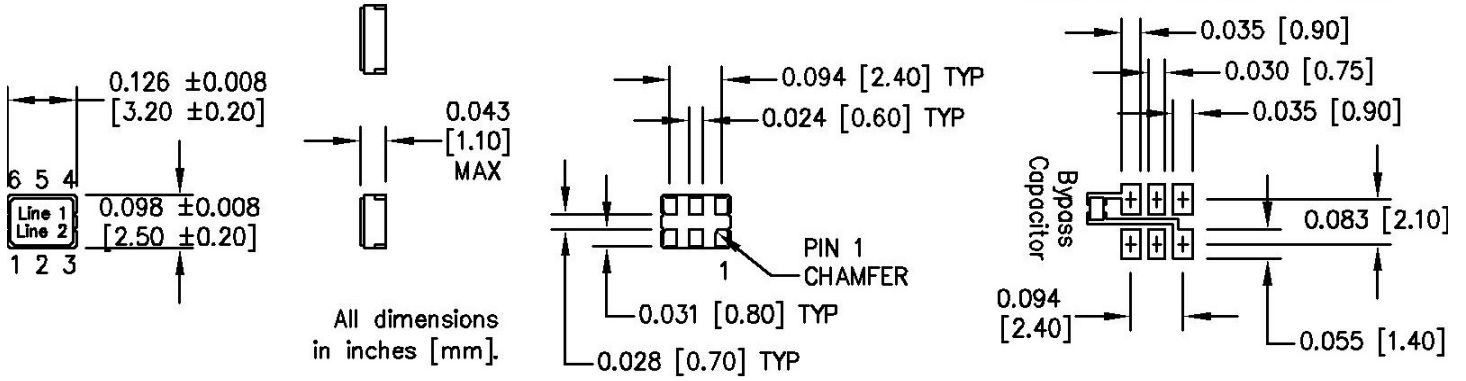 0.126 ±0.008
[3.20 ±0.20]
6 5 4
Line 1
Line 2
1 2 3
0.098 ±0.008
[2.50 ±0.20]
0.043
[1.10]
MAX
All dimensions
in inches [mm].
0.094 [2.40] TYP
0.024 [0.60] TYP
PIN 1
CHAMFER
1
0.031 [0.80] TYP
0.028 [0.70] TYP
0.035 [0.90]
0.030 [0.75]
0.035 [0.90]
Bypass
Capacitor
0.083 [2.10]
0.094
[2.40]
0.055 [1.40]